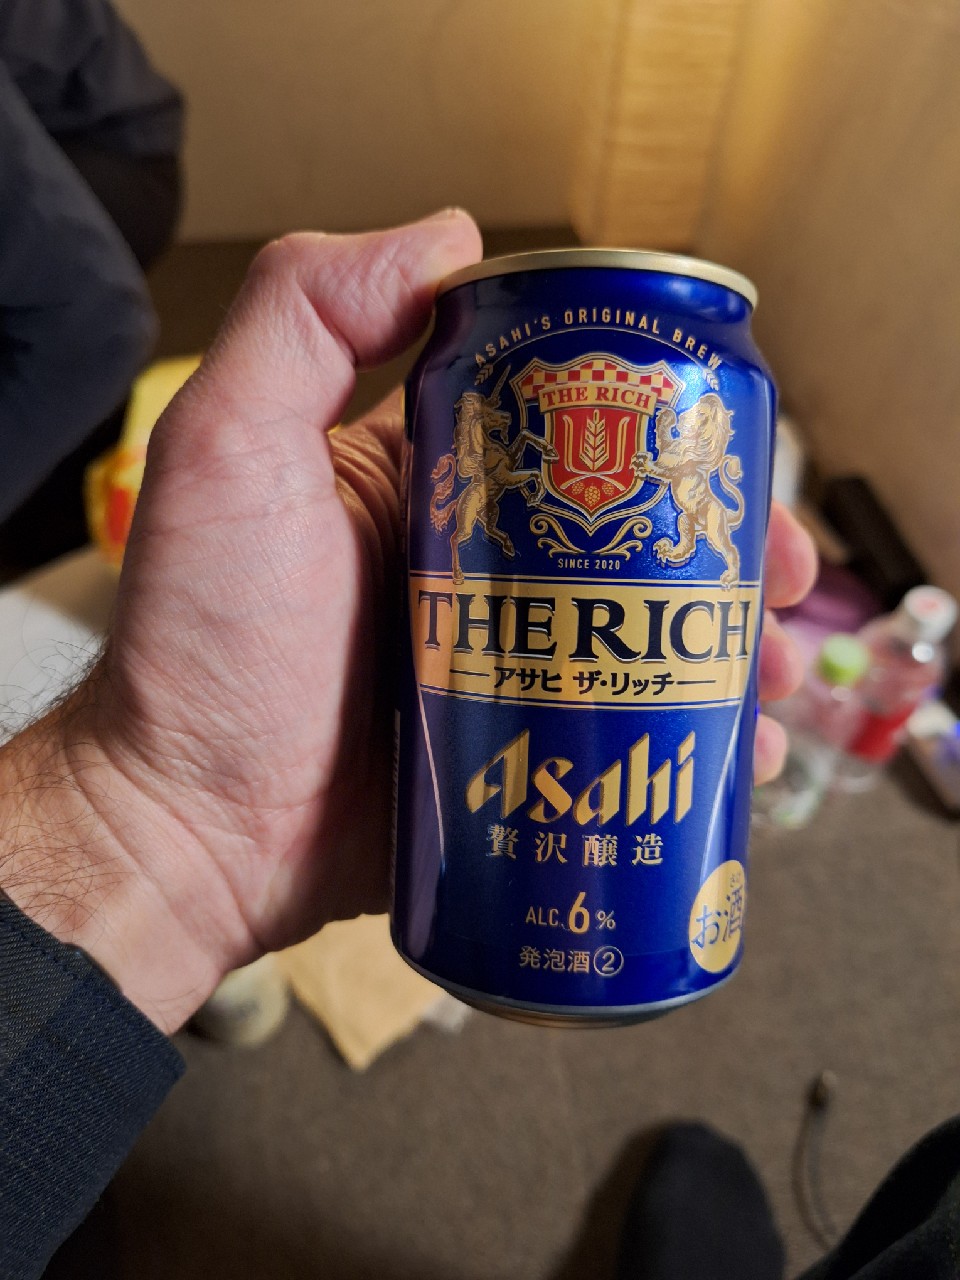 ASAHI'S ORIGINAL BREW
THE RICH
SINCE 2020
THE RICH
アサヒ ザ・リッチ
Asahi
贅沢醸造
ALC.6%
発泡酒②
お酒